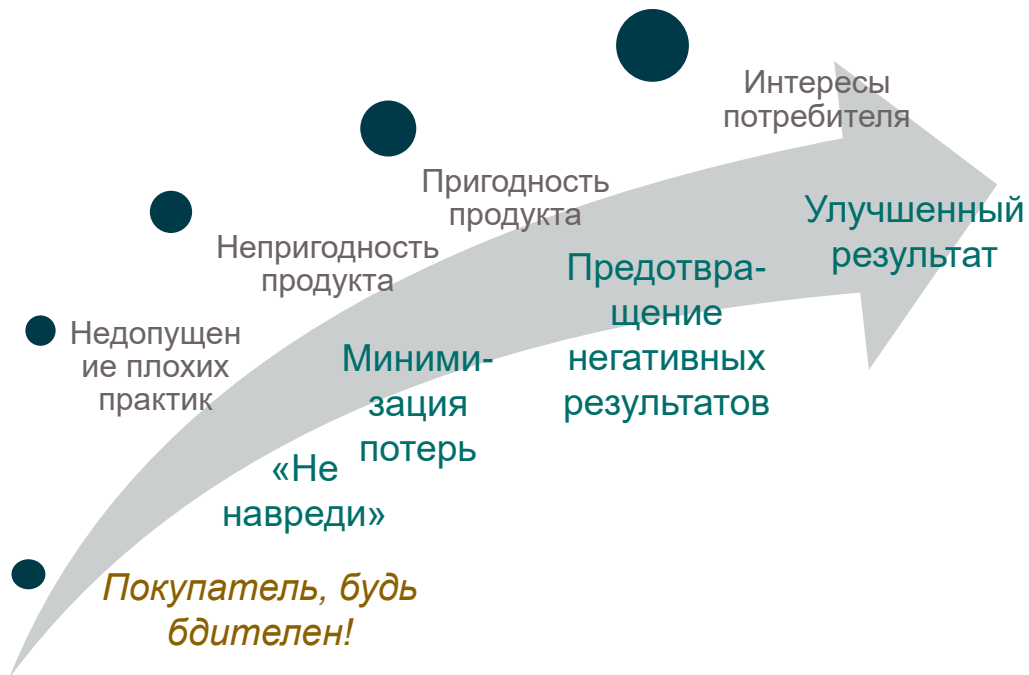 Интересы
потребителя
Пригодность
продукта
Непригодность
продукта
Недопущен
ие плохих
практик
Улучшенный
результат
Предотвра-
щение
негативных
результатов
Миними-
зация
потерь
«Не
навреди»
Покупатель, будь
бдителен!